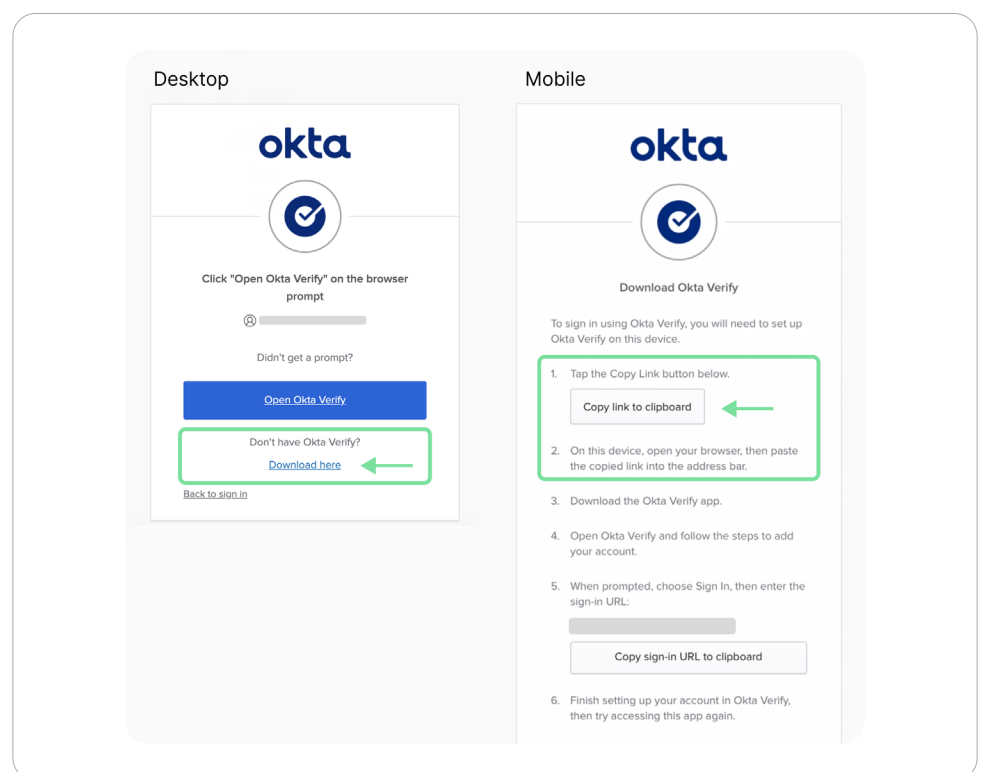 Desktop
okta
Click "Open Okta Verify" on the browser
prompt
Didn't get a prompt?
Open Okta Verify
Don't have Okta Verify?
Download here
Back to sign in
Mobile
okta
Download Okta Verify
To sign in using Okta Verify, you will need to set up
Okta Verify on this device.
1. Tap the Copy Link button below.
Copy link to clipboard
2. On this device, open your browser, then paste
the copied link into the address bar.
3. Download the Okta Verify app.
4. Open Okta Verify and follow the steps to add
your account.
5. When prompted, choose Sign In, then enter the
sign-in URL:
Copy sign-in URL to clipboard
6. Finish setting up your account in Okta Verify,
then try accessing this app again.